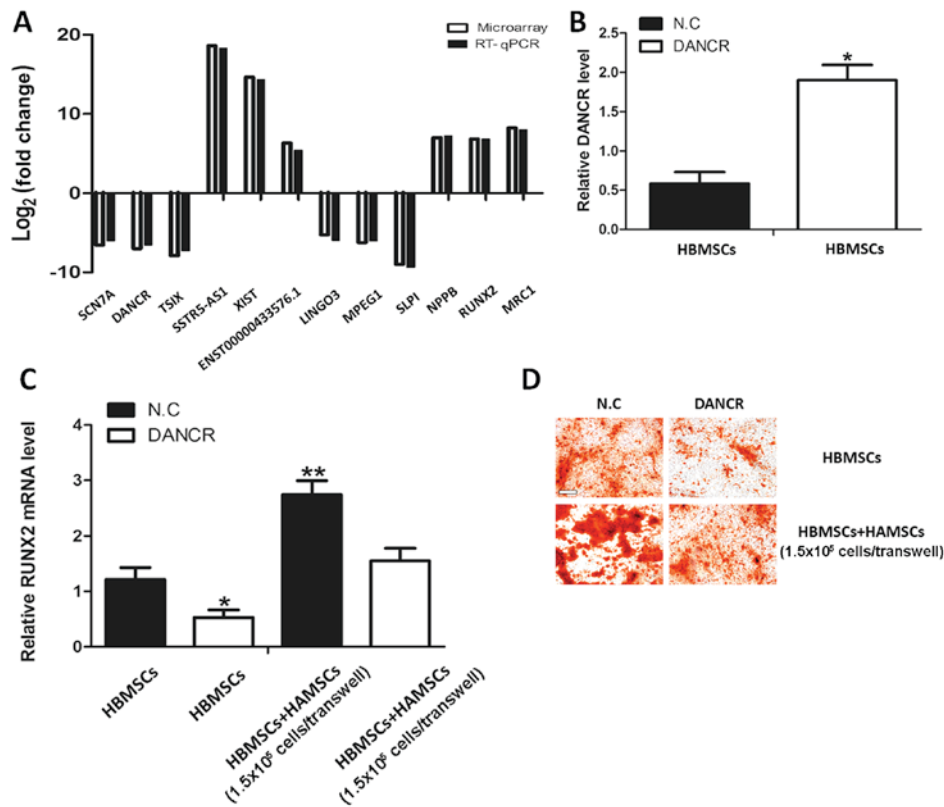 A
Log2 (fold change)
20
10
0
-10
Microarray
RT- qPCR
SCN7A
DANCR
TSIX
SSTR5-AS1
XIST
ENST00000433576.1
LINGO3
MPEG1
SLPI
NPPB
RUNX2
MRC1
B
N.C
DANCR
Relative DANCR level
2.5
2.0
1.5
1.0
0.5
0.0
*
HBMSCs
HBMSCs
C
N.C
DANCR
Relative RUNX2 mRNA level
4
3
2
1
0
*
**
HBMSCs
HBMSCs
HBMSCs+HAMSCs
(1.5x10⁵ cells/transwell)
HBMSCs+HAMSCs
(1.5x10⁵ cells/transwell)
D
N.C
DANCR
HBMSCs
HBMSCs+HAMSCs
(1.5x10⁵ cells/transwell)